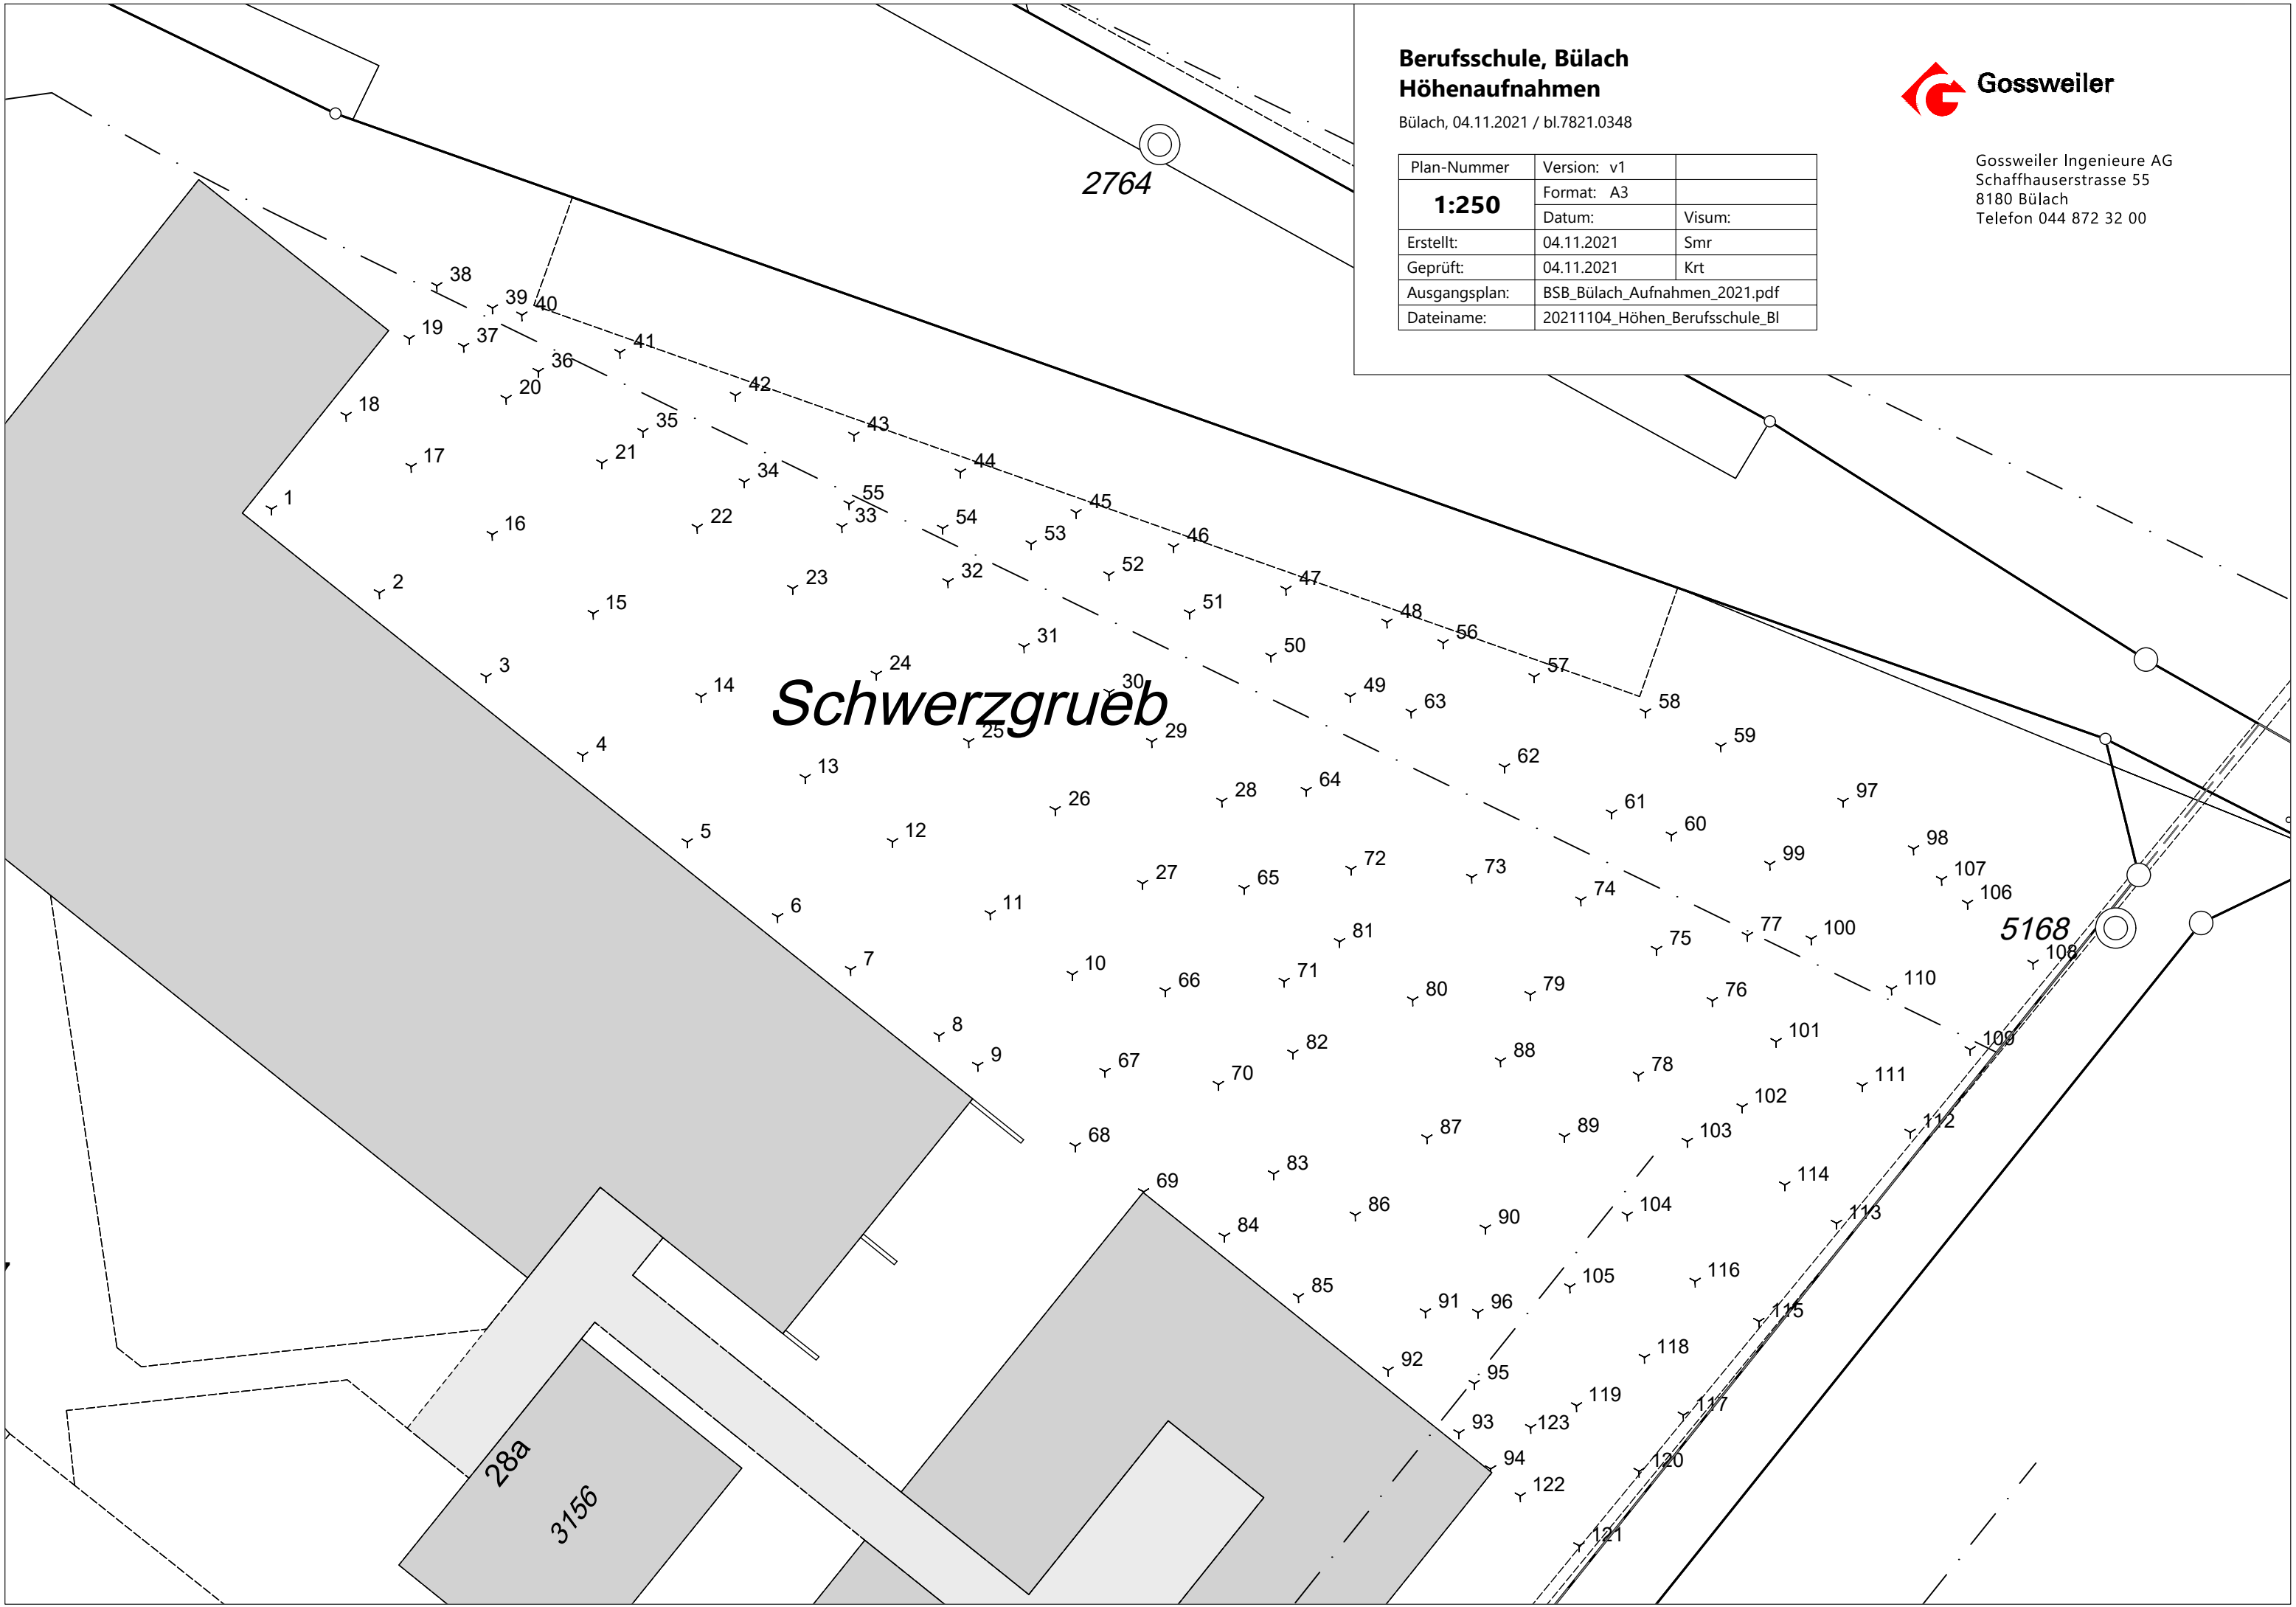 Berufsschule, Bülach
Höhenaufnahmen
Bülach, 04.11.2021 / bl.7821.0348
Gossweiler
Gossweiler Ingenieure AG
Schaffhauserstrasse 55
8180 Bülach
Telefon 044 872 32 00
Plan-Nummer Version: v1
1:250 Format: A3
Datum: Visum:
Erstellt: 04.11.2021 Smr
Geprüft: 04.11.2021 Krt
Ausgangsplan: BSB_Bülach_Aufnahmen_2021.pdf
Dateiname: 20211104_Höhen_Berufsschule_Bl
2764
38
39 40
19 37 41
36
20 42
18 35 43
17 21 34 44
1 55 45
16 22 33 54 53 46
2 23 32 52 47
15 51 48
31 56
3 24 50 57
14 30 49 63 58
Schwerzgrueb
4 25 29 59
13 62
26 28 64 97
5 12 61 60
98
27 65 72 73 99 107
6 11 74 106
81 77 100 5168
7 75 108
10 66 71 110
80 79 76
8 82 101 109
9 67 70 88 78 111
102
68 87 89 103 112
83 114
69
84 86 90 104 113
85 91 96 105 116 115
92 95 118
93 123 119 117
94 120
28a 122
3156 121